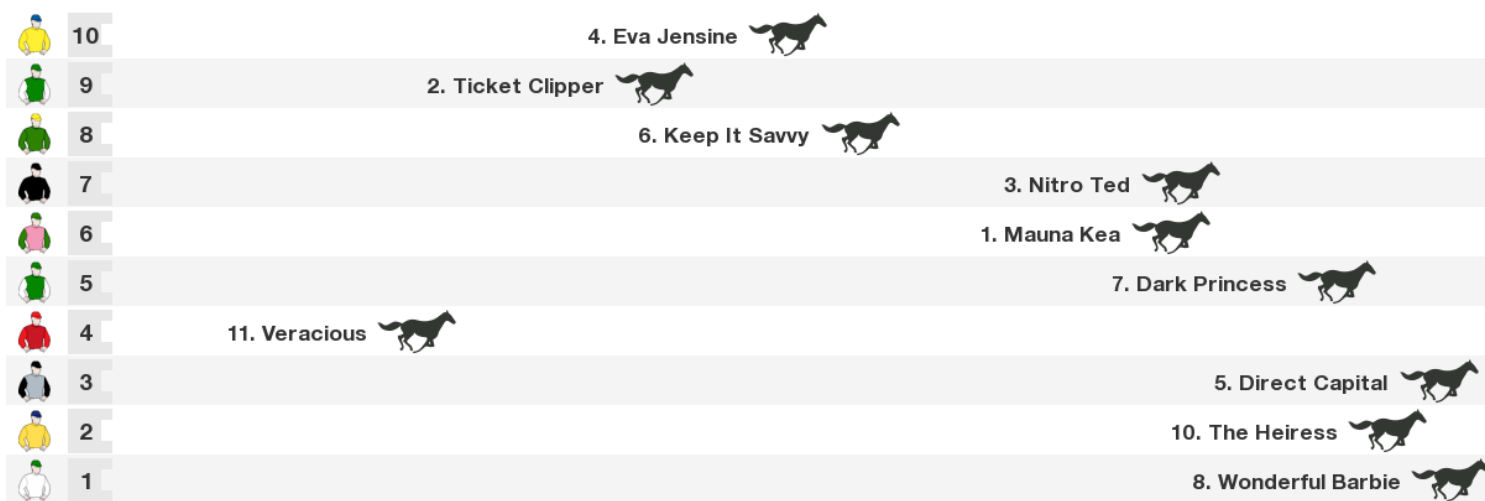 10 4. Eva Jensine
9 2. Ticket Clipper
8 6. Keep It Savvy
7 3. Nitro Ted
6 1. Mauna Kea
5 7. Dark Princess
4 11. Veracious
3 5. Direct Capital
2 10. The Heiress
1 8. Wonderful Barbie